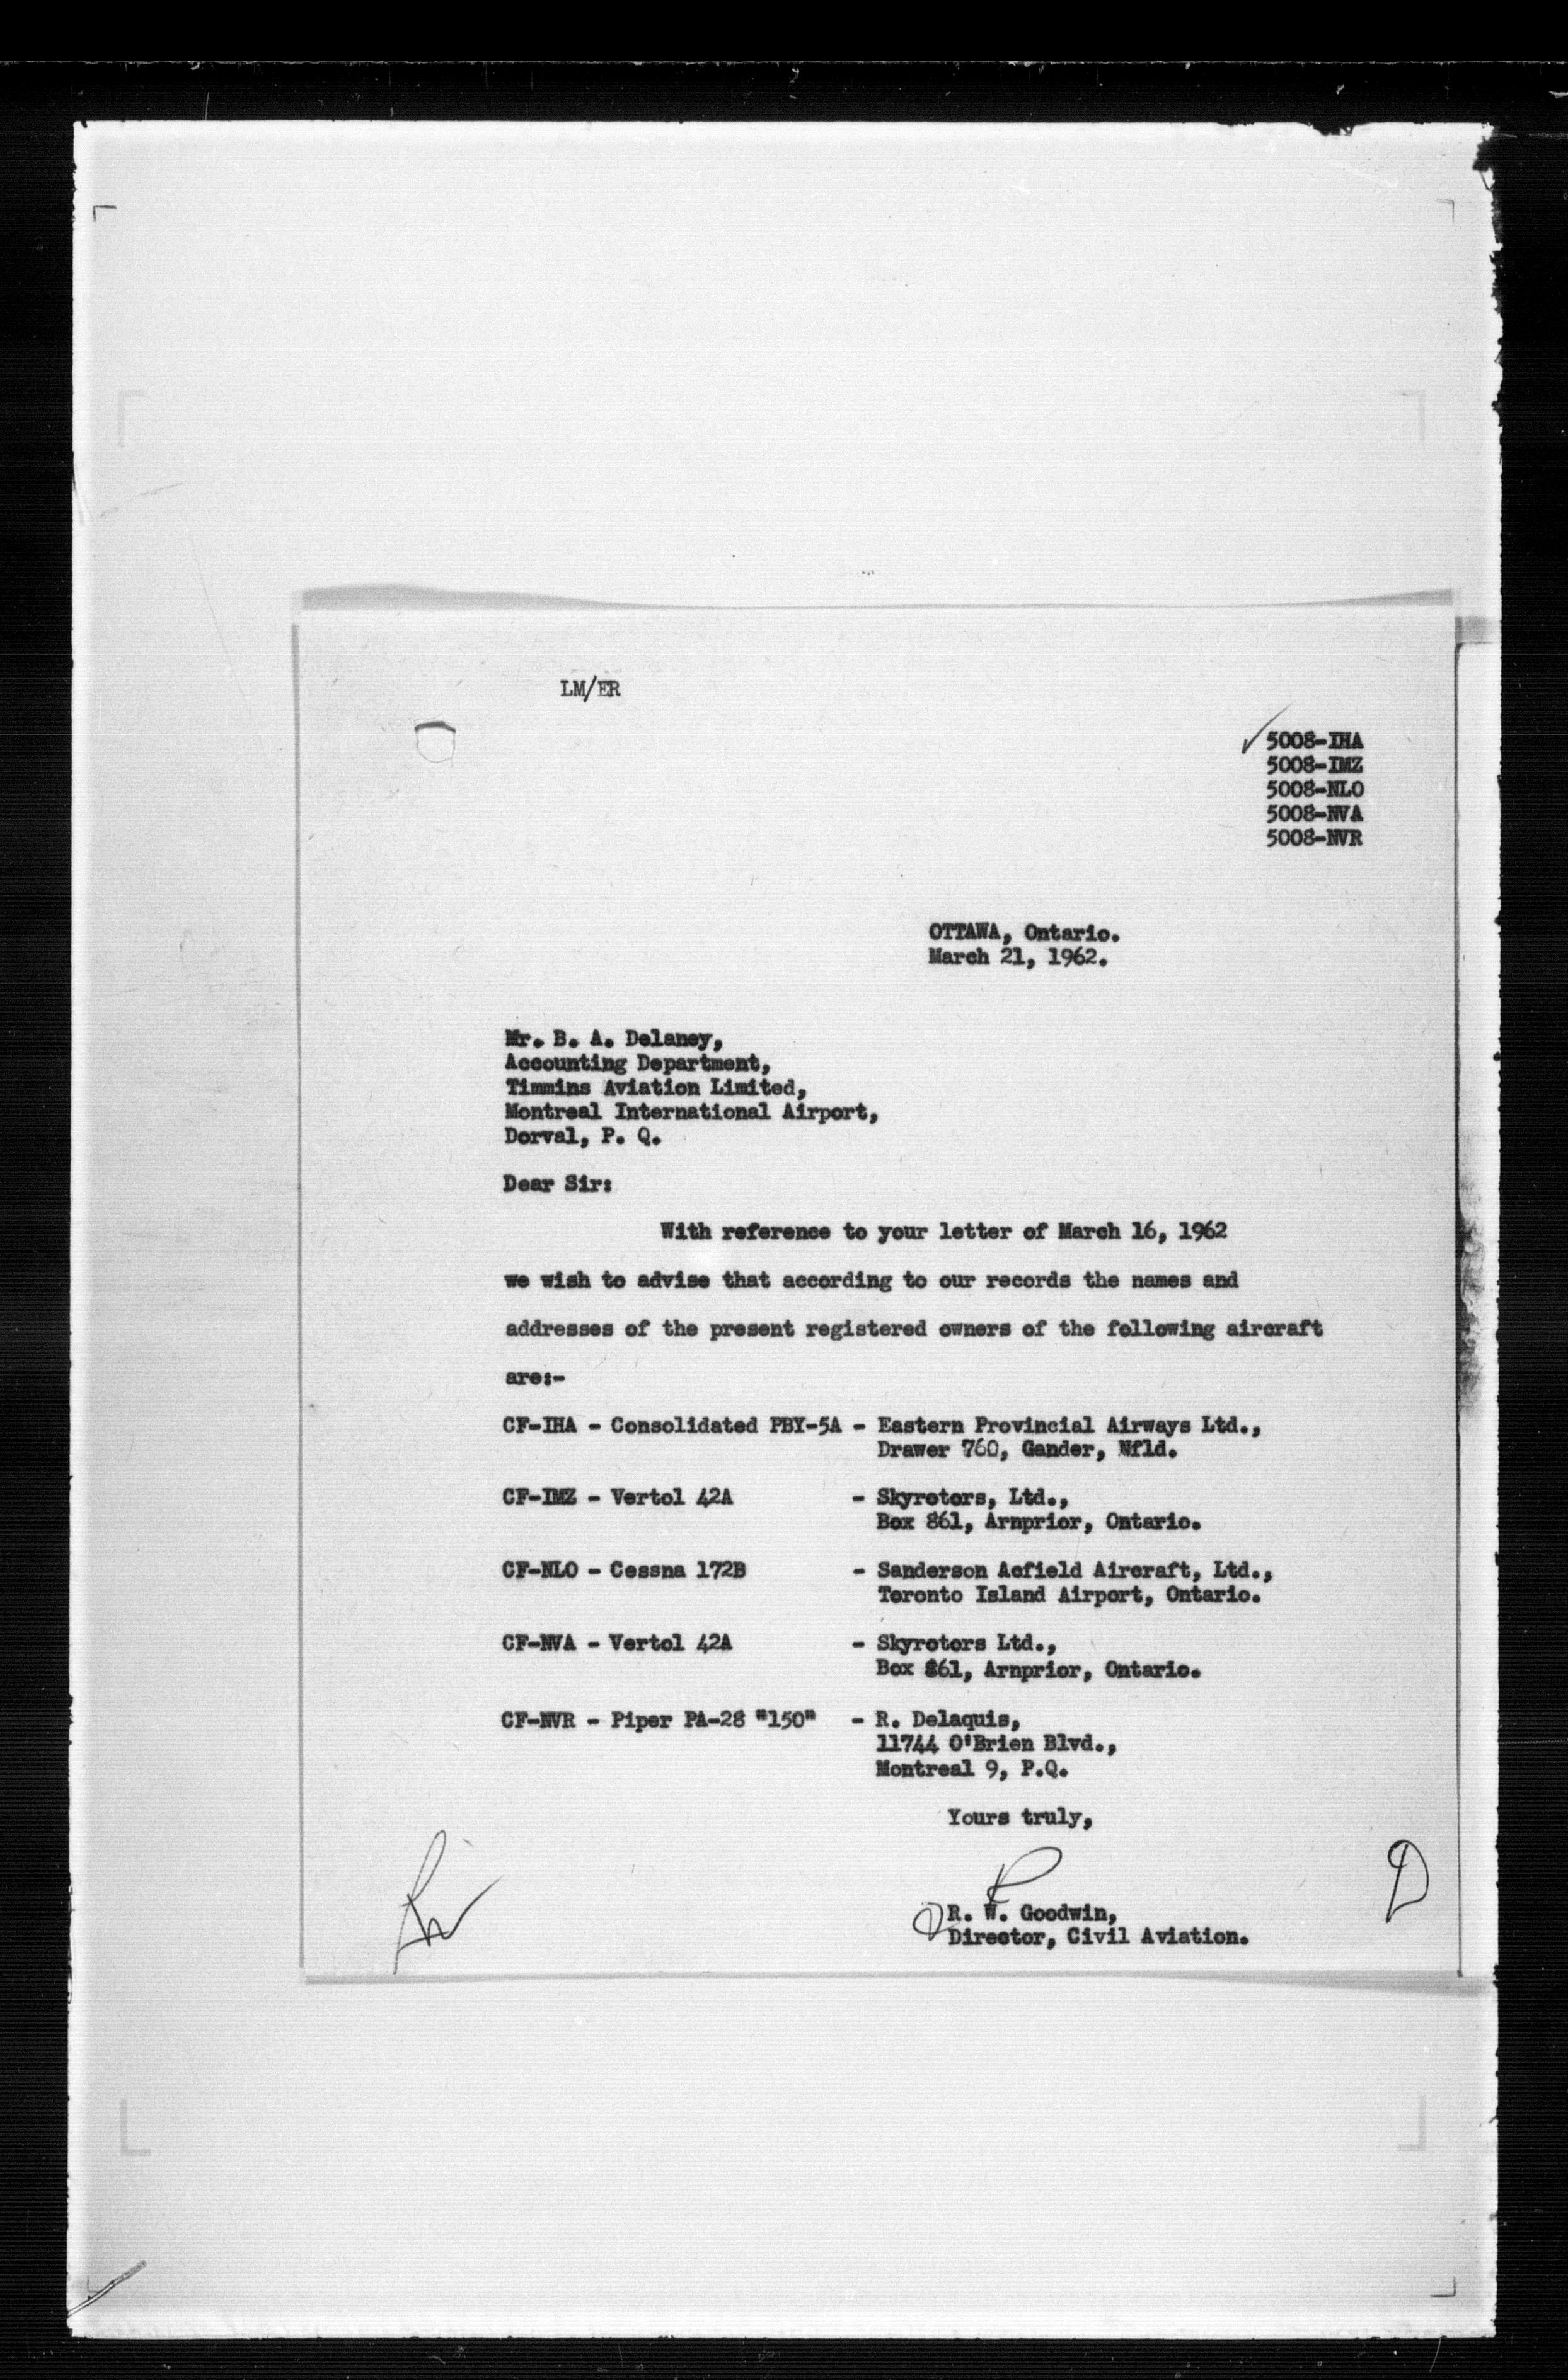 LM/ER
5008-IHA
5008-IMZ
5008-NLO
5008-NVA
5008-NVR
OTTAWA, Ontario.
March 21, 1962.
Mr. B. A. Delaney,
Accounting Department,
Timmins Aviation Limited,
Montreal International Airport,
Dorval, P. Q.
Dear Sir:
With reference to your letter of March 16, 1962
we wish to advise that according to our records the names and
addresses of the present registered owners of the following aircraft
are:-
CF-IHA - Consolidated PBY-5A - Eastern Provincial Airways Ltd.,
Drawer 760, Gander, Nfld.
CF-IMZ - Vertol 42A - Skyrotors, Ltd.,
Box 861, Arnprior, Ontario.
CF-NLO - Cessna 172B - Sanderson Acfield Aircraft, Ltd.,
Toronto Island Airport, Ontario.
CF-NVA - Vertol 42A - Skyrotors Ltd.,
Box 861, Arnprior, Ontario.
CF-NVR - Piper PA-28 "150" - R. Delaquis,
11744 O'Brien Blvd.,
Montreal 9, P.Q.
Yours truly,
R. W. Goodwin,
Director, Civil Aviation.
D